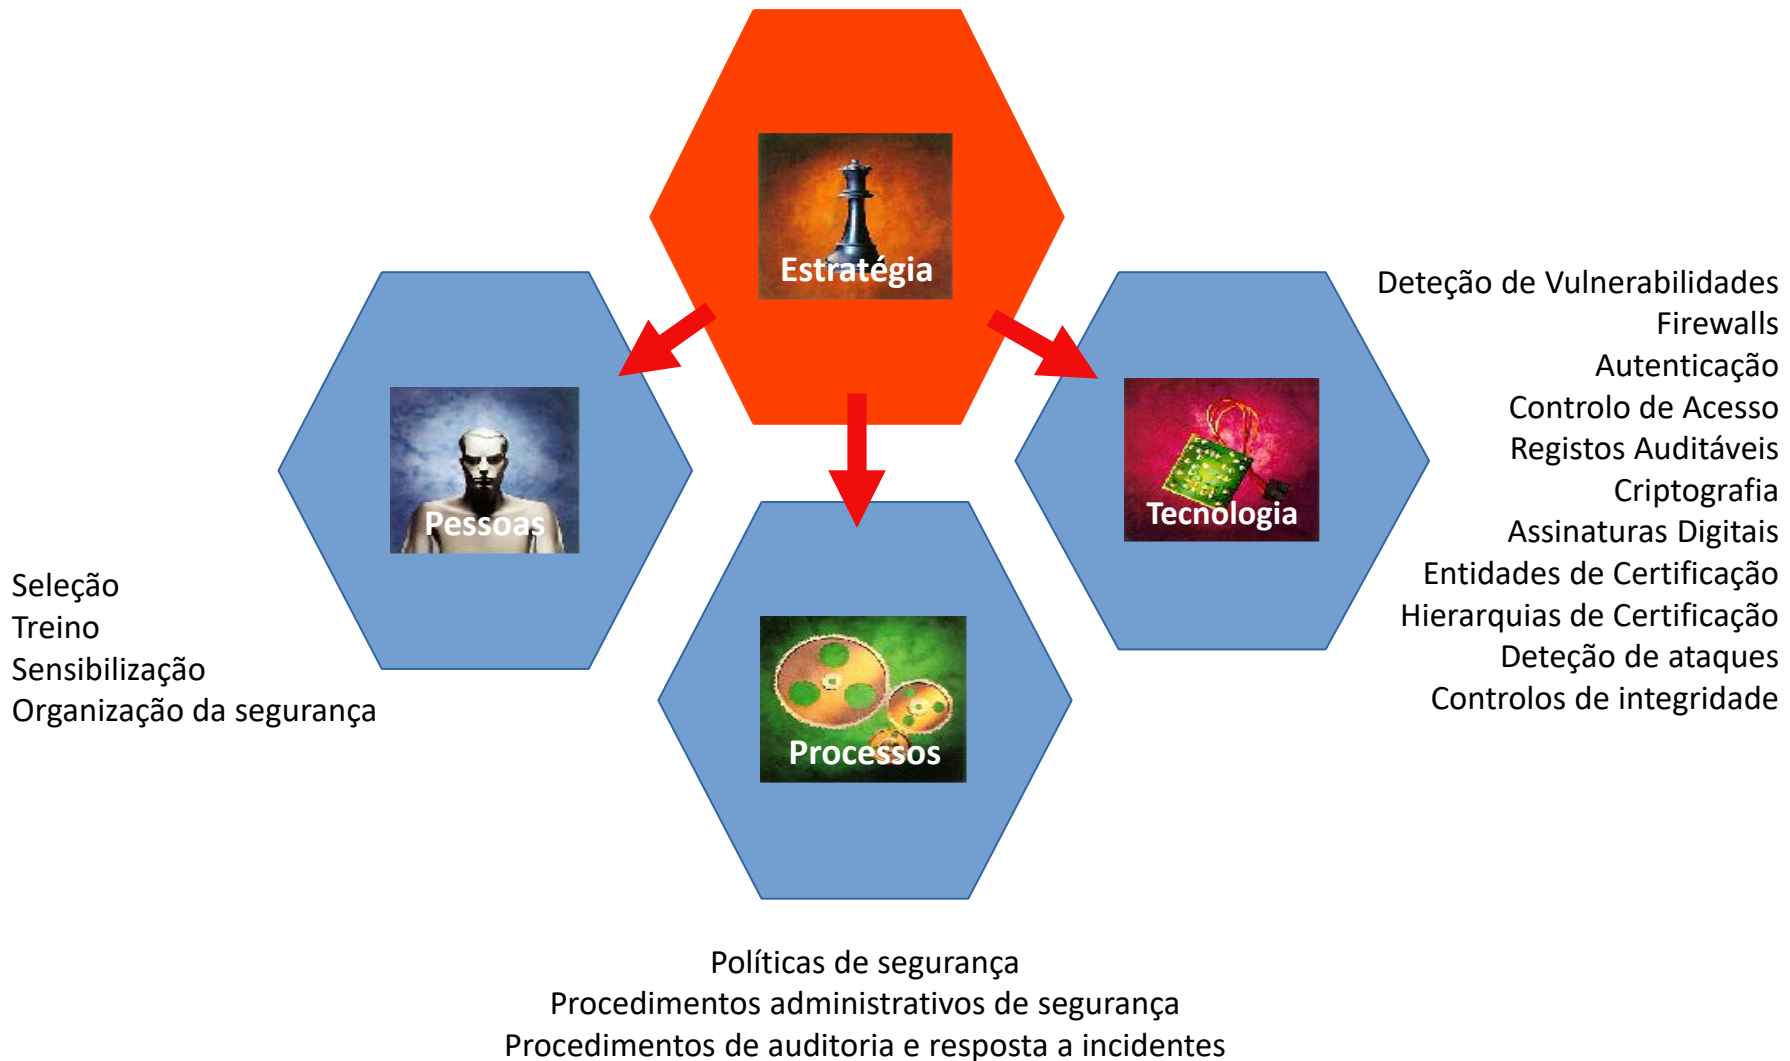 Estratégia
Pessoas
Tecnologia
Processos
Deteção de Vulnerabilidades
Firewalls
Autenticação
Controlo de Acesso
Registos Auditáveis
Criptografia
Assinaturas Digitais
Entidades de Certificação
Hierarquias de Certificação
Deteção de ataques
Controlos de integridade
Seleção
Treino
Sensibilização
Organização da segurança
Políticas de segurança
Procedimentos administrativos de segurança
Procedimentos de auditoria e resposta a incidentes